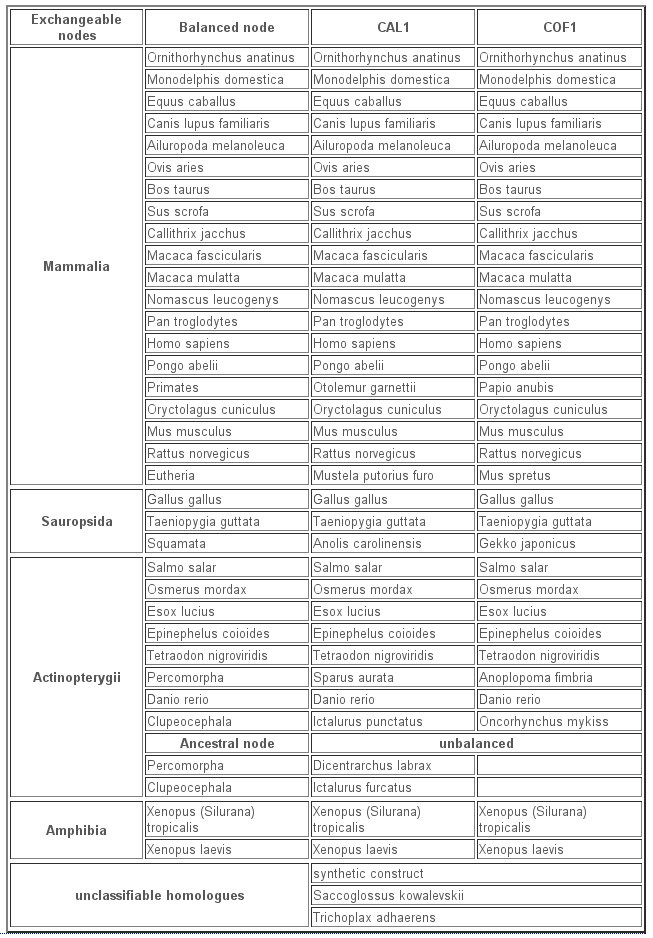 Exchangeable nodes Balanced node CAL1 COF1
Mammalia
Ornithorhynchus anatinus Ornithorhynchus anatinus Ornithorhynchus anatinus
Monodelphis domestica Monodelphis domestica Monodelphis domestica
Equus caballus Equus caballus Equus caballus
Canis lupus familiaris Canis lupus familiaris Canis lupus familiaris
Ailuropoda melanoleuca Ailuropoda melanoleuca Ailuropoda melanoleuca
Ovis aries Ovis aries Ovis aries
Bos taurus Bos taurus Bos taurus
Sus scrofa Sus scrofa Sus scrofa
Callithrix jacchus Callithrix jacchus Callithrix jacchus
Macaca fascicularis Macaca fascicularis Macaca fascicularis
Macaca mulatta Macaca mulatta Macaca mulatta
Nomascus leucogenys Nomascus leucogenys Nomascus leucogenys
Pan troglodytes Pan troglodytes Pan troglodytes
Homo sapiens Homo sapiens Homo sapiens
Pongo abelii Pongo abelii Pongo abelii
Primates Otolemur garnettii Papio anubis
Oryctolagus cuniculus Oryctolagus cuniculus Oryctolagus cuniculus
Mus musculus Mus musculus Mus musculus
Rattus norvegicus Rattus norvegicus Rattus norvegicus
Eutheria Mustela putorius furo Mus spretus
Sauropsida
Gallus gallus Gallus gallus Gallus gallus
Taeniopygia guttata Taeniopygia guttata Taeniopygia guttata
Squamata Anolis carolinensis Gekko japonicus
Actinopterygii
Salmo salar Salmo salar Salmo salar
Osmerus mordax Osmerus mordax Osmerus mordax
Esox lucius Esox lucius Esox lucius
Epinephelus coioides Epinephelus coioides Epinephelus coioides
Tetraodon nigroviridis Tetraodon nigroviridis Tetraodon nigroviridis
Percomorpha Sparus aurata Anoplopoma fimbria
Danio rerio Danio rerio Danio rerio
Clupeocephala Ictalurus punctatus Oncorhynchus mykiss
Ancestral node unbalanced
Percomorpha Dicentrarchus labrax
Clupeocephala Ictalurus furcatus
Amphibia
Xenopus (Silurana) tropicalis Xenopus (Silurana) tropicalis Xenopus (Silurana) tropicalis
Xenopus laevis Xenopus laevis Xenopus laevis
unclassifiable homologues
synthetic construct
Saccoglossus kowalevskii
Trichoplax adhaerens